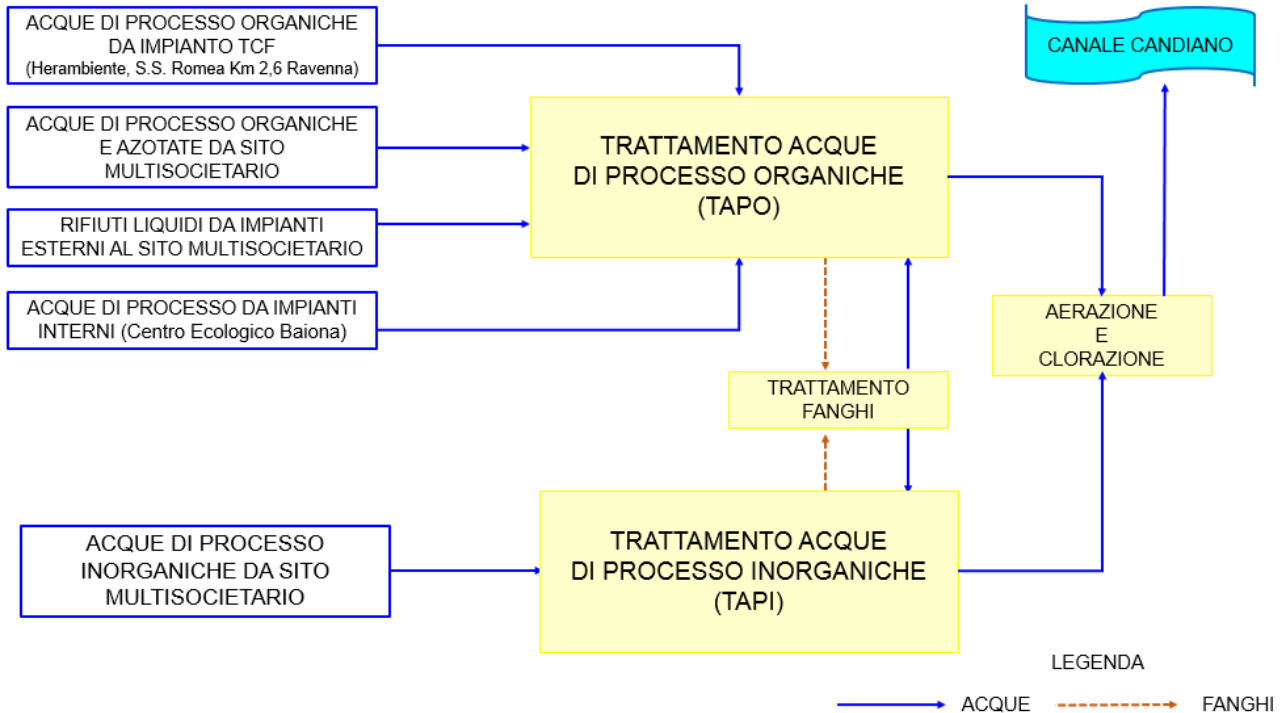 ACQUE DI PROCESSO ORGANICHE
DA IMPIANTO TCF
(Herambiente, S.S. Romea Km 2,6 Ravenna)
ACQUE DI PROCESSO ORGANICHE
E AZOTATE DA SITO
MULTISOCIETARIO
RIFIUTI LIQUIDI DA IMPIANTI
ESTERNI AL SITO MULTISOCIETARIO
ACQUE DI PROCESSO DA IMPIANTI
INTERNI (Centro Ecologico Baiona)
TRATTAMENTO ACQUE
DI PROCESSO ORGANICHE
(TAPO)
CANALE CANDIANO
AERAZIONE
E
CLORAZIONE
TRATTAMENTO
FANGHI
ACQUE DI PROCESSO
INORGANICHE DA SITO
MULTISOCIETARIO
TRATTAMENTO ACQUE
DI PROCESSO INORGANICHE
(TAPI)
LEGENDA
ACQUE
FANGHI